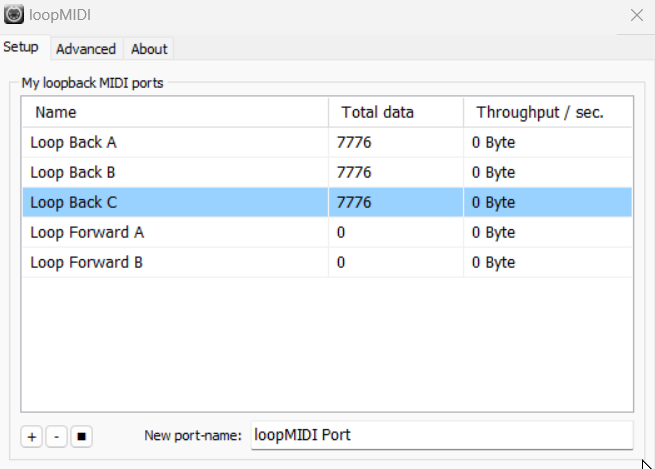 loopMIDI
Setup Advanced About
My loopback MIDI ports
Name Total data Throughput / sec.
Loop Back A 7776 0 Byte
Loop Back B 7776 0 Byte
Loop Back C 7776 0 Byte
Loop Forward A 0 0 Byte
Loop Forward B 0 0 Byte
+ - ■ New port-name: loopMIDI Port